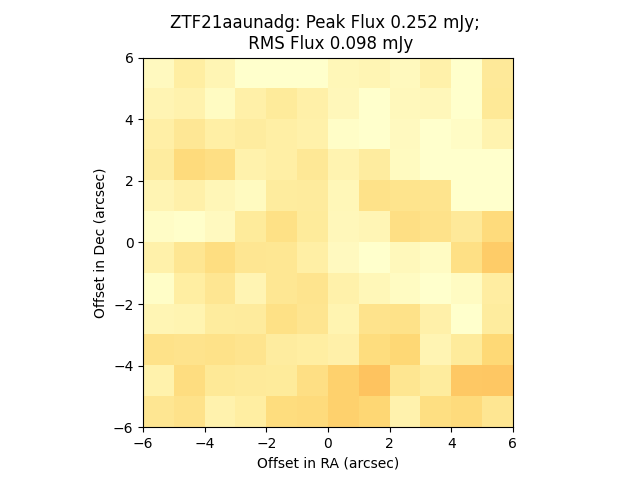 ZTF21aaunadg: Peak Flux 0.252 mJy;
RMS Flux 0.098 mJy
6
4
2
0
−2
−4
−6
Offset in Dec (arcsec)
−6 −4 −2 0 2 4 6
Offset in RA (arcsec)